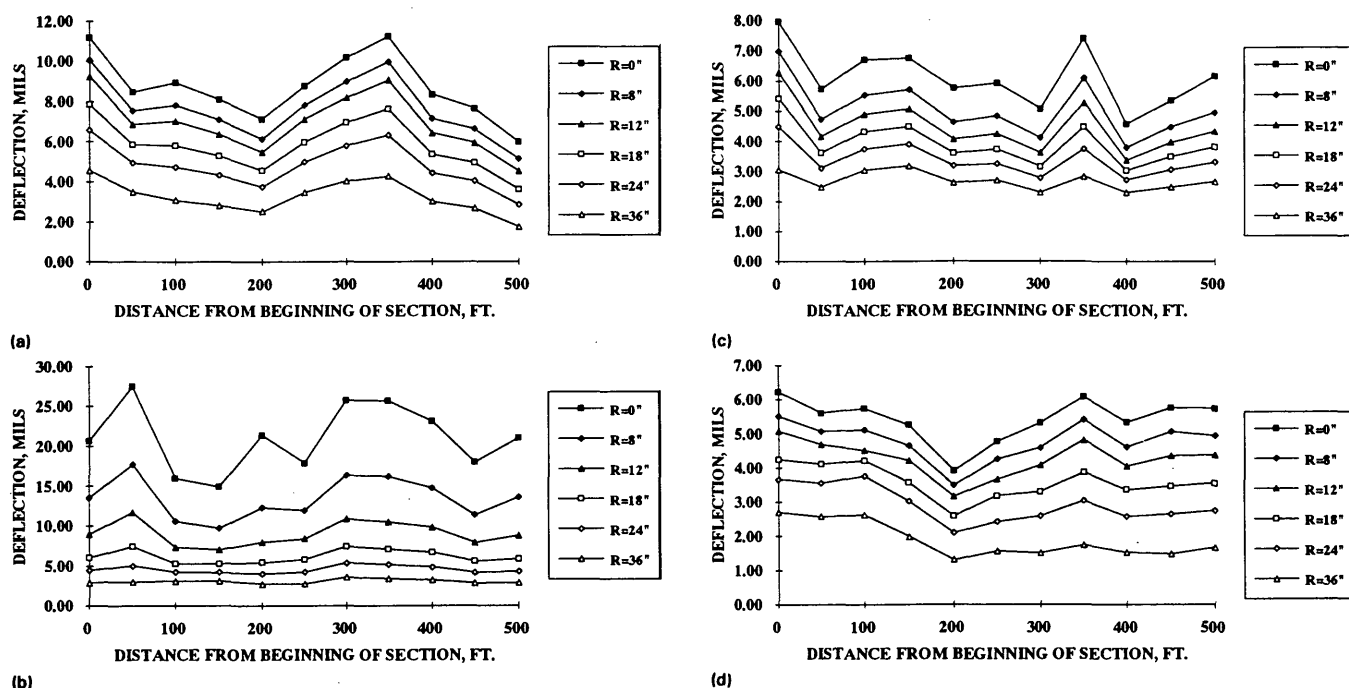 12.00
10.00
8.00
6.00
4.00
2.00
0.00
DEFLECTION, MILS
0 100 200 300 400 500
DISTANCE FROM BEGINNING OF SECTION, FT.
R=0"
R=8"
R=12"
R=18"
R=24"
R=36"
(a)
30.00
25.00
20.00
15.00
10.00
5.00
0.00
DEFLECTION, MILS
0 100 200 300 400 500
DISTANCE FROM BEGINNING OF SECTION, FT.
R=0"
R=8"
R=12"
R=18"
R=24"
R=36"
(b)
8.00
7.00
6.00
5.00
4.00
3.00
2.00
1.00
0.00
DEFLECTION, MILS
0 100 200 300 400 500
DISTANCE FROM BEGINNING OF SECTION, FT.
R=0"
R=8"
R=12"
R=18"
R=24"
R=36"
(c)
7.00
6.00
5.00
4.00
3.00
2.00
1.00
0.00
DEFLECTION, MILS
0 100 200 300 400 500
DISTANCE FROM BEGINNING OF SECTION, FT.
R=0"
R=8"
R=12"
R=18"
R=24"
R=36"
(d)